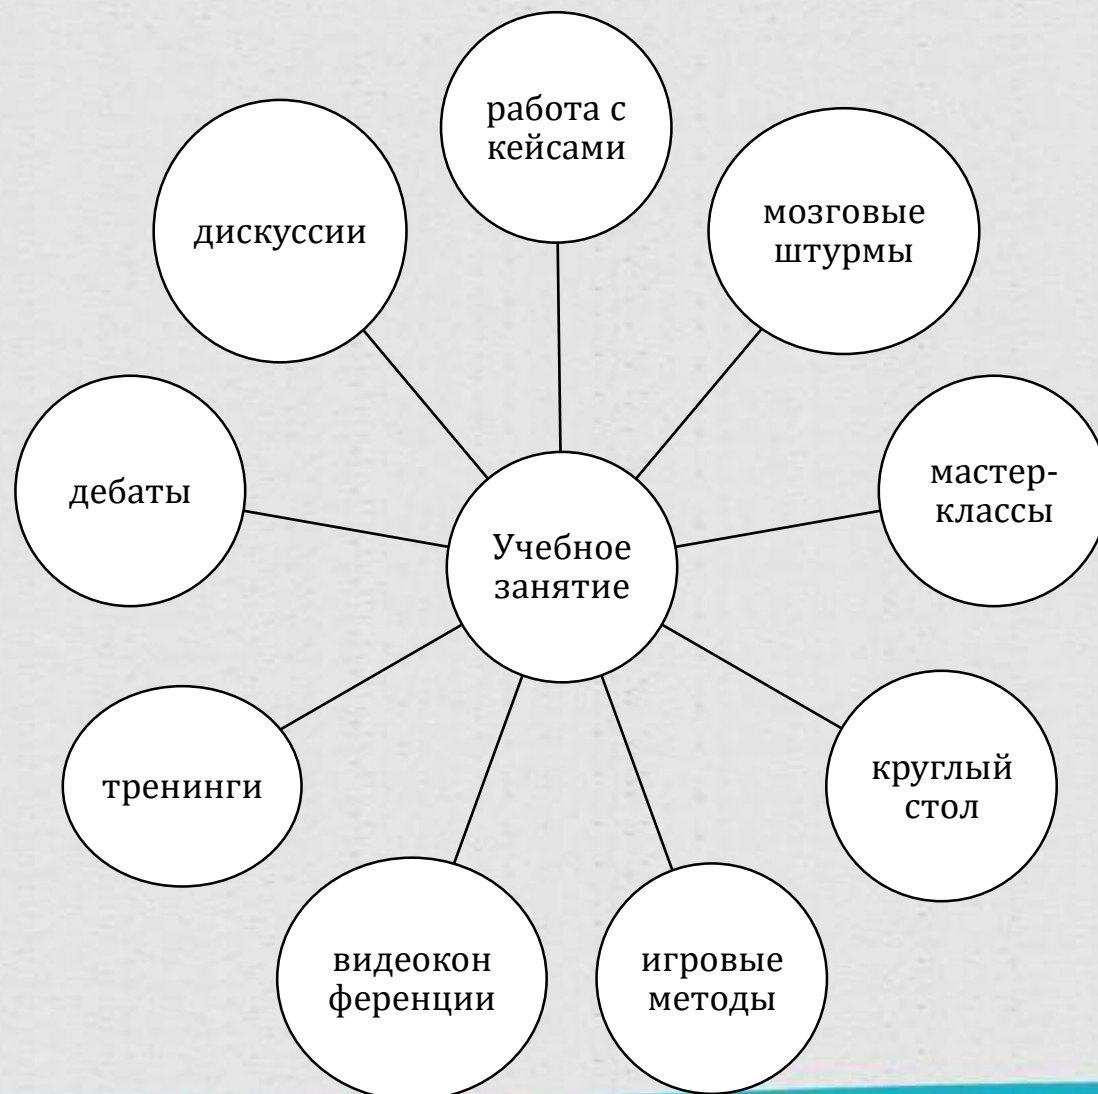 работа с
кейсами
мозговые
штурмы
мастер-
классы
круглый
стол
игровые
методы
видеокон
ференции
тренинги
дебаты
дискуссии
Учебное
занятие